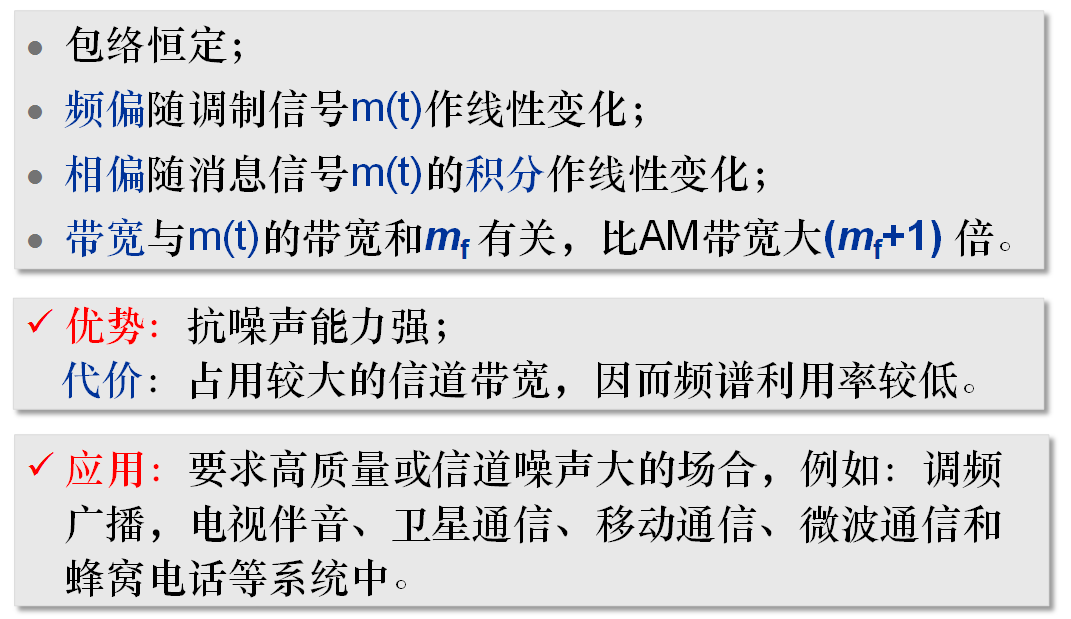 • 包络恒定；
• 频偏随调制信号m(t)作线性变化；
• 相偏随消息信号m(t)的积分作线性变化；
• 带宽与m(t)的带宽和mf 有关，比AM带宽大(mf+1) 倍。
✓ 优势：抗噪声能力强；
代价：占用较大的信道带宽，因而频谱利用率较低。
✓ 应用：要求高质量或信道噪声大的场合，例如：调频
广播，电视伴音、卫星通信、移动通信、微波通信和
蜂窝电话等系统中。